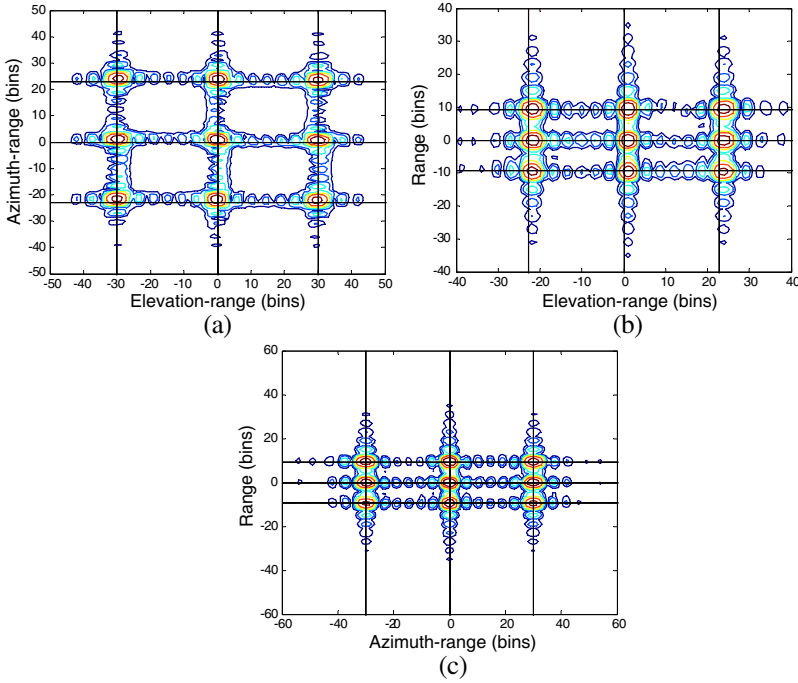 50
40
30
20
10
0
-10
-20
-30
-40
-50
-50 -40 -30 -20 -10 0 10 20 30 40 50
Azimuth-range (bins)
Elevation-range (bins)
(a)
40
30
20
10
0
-10
-20
-30
-40
-40 -30 -20 -10 0 10 20 30 40
Range (bins)
Elevation-range (bins)
(b)
60
40
20
0
-20
-40
-60
-60 -40 -20 0 20 40 60
Range (bins)
Azimuth-range (bins)
(c)